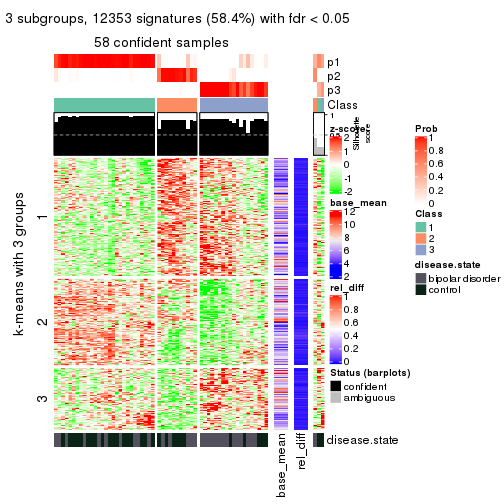 3 subgroups, 12353 signatures (58.4%) with fdr < 0.05
58 confident samples
p1
p2
p3
Class
1
0
Silhouette
score
k-means with 3 groups
1
2
3
disease.state
base_mean
rel_diff
z-score
2
1
0
-1
-2
base_mean
12
10
8
6
4
2
rel_diff
1
0.8
0.6
0.4
0.2
0
Status (barplots)
confident
ambiguous
Prob
1
0.8
0.6
0.4
0.2
0
Class
1
2
3
disease.state
bipolar disorder
control